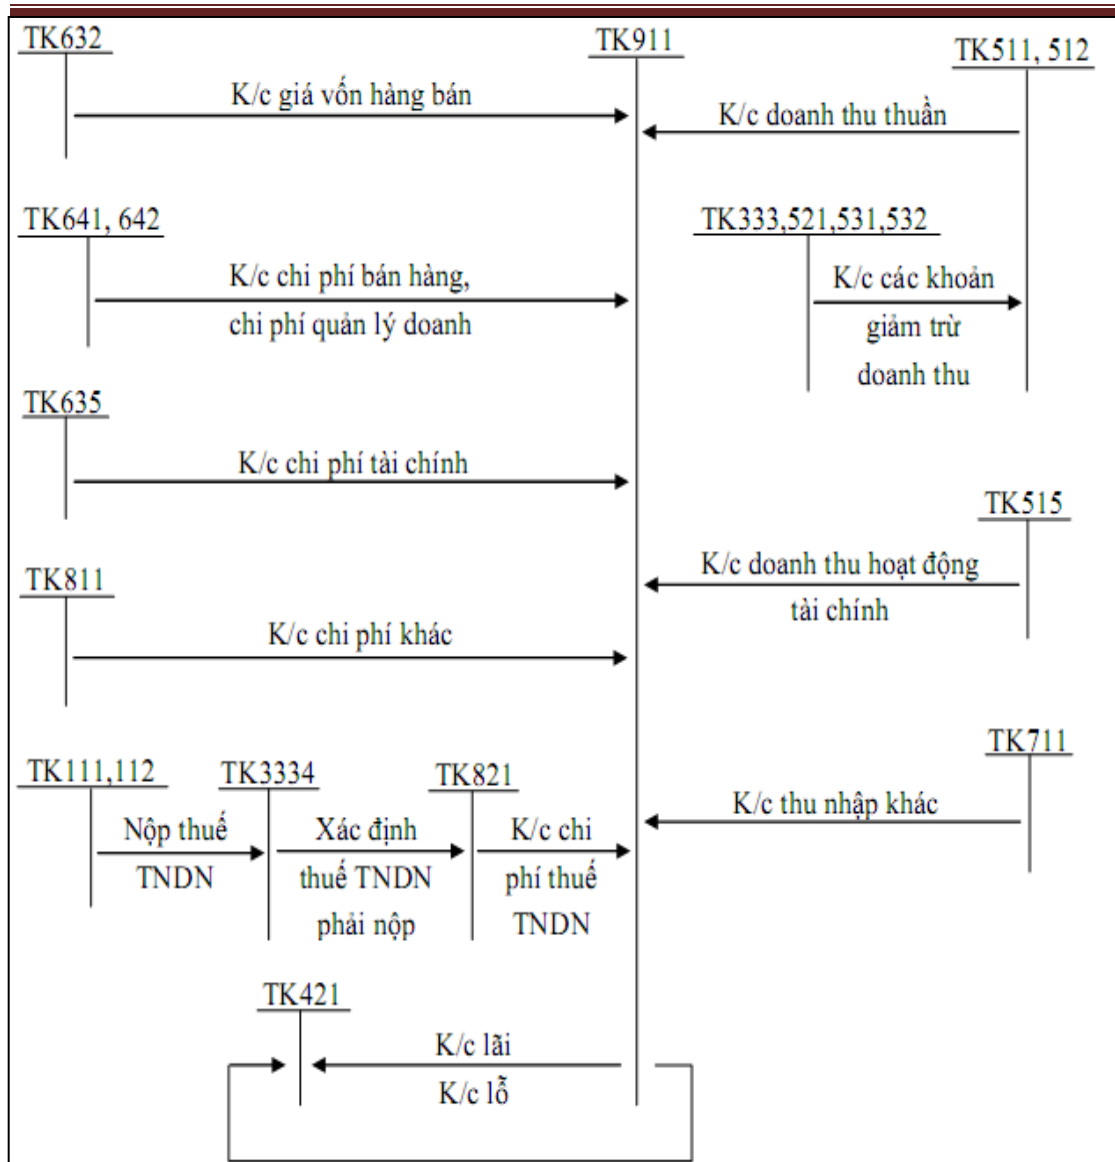 TK632
TK911
TK511, 512
K/c giá vốn hàng bán
K/c doanh thu thuần
TK641, 642
TK333,521,531,532
K/c chi phí bán hàng,
chi phí quản lý doanh
K/c các khoản
giảm trừ
doanh thu
TK635
K/c chi phí tài chính
TK515
K/c doanh thu hoạt động
tài chính
TK811
K/c chi phí khác
TK711
K/c thu nhập khác
TK111,112
TK3334
TK821
Nộp thuế
TNDN
Xác định
thuế TNDN
phải nộp
K/c chi
phí thuế
TNDN
TK421
K/c lãi
K/c lỗ